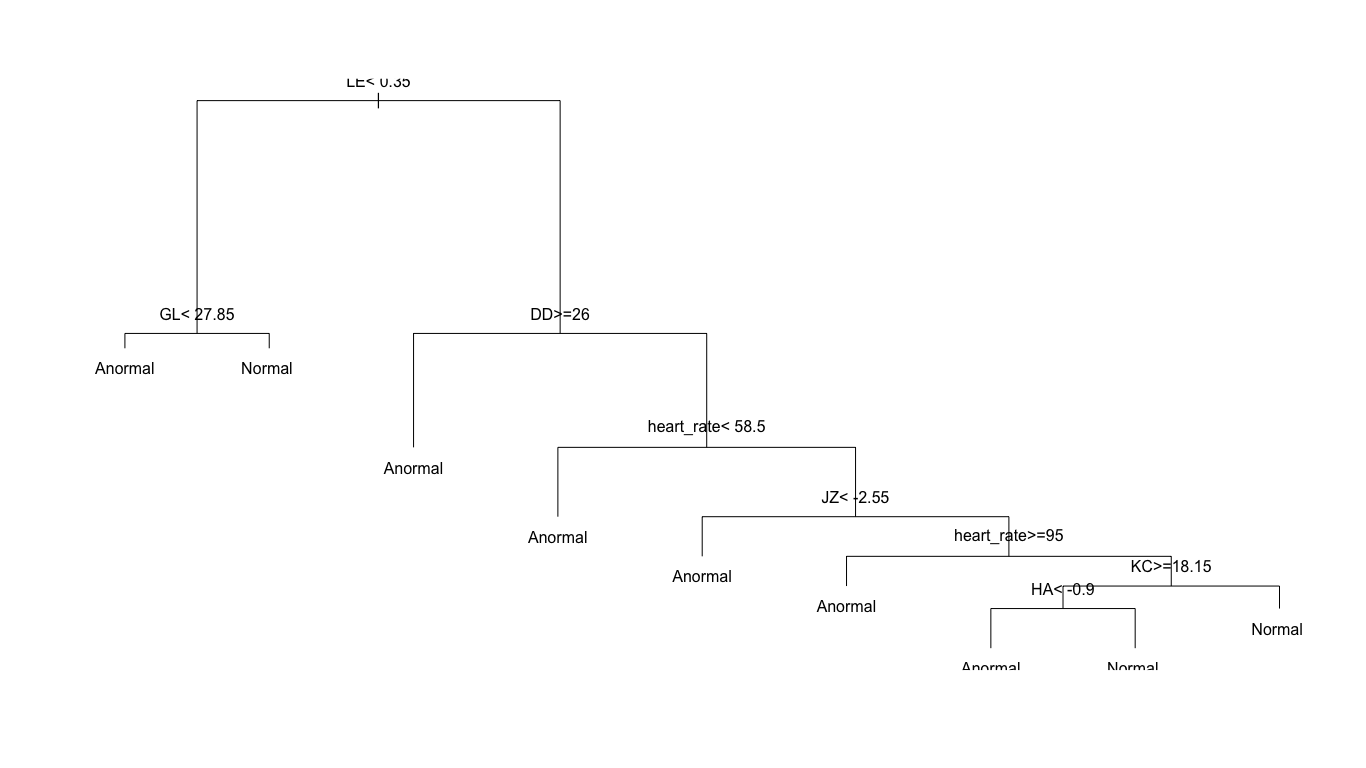 LE< 0.35
GL< 27.85
DD>=26
Anormal
Normal
heart_rate< 58.5
Anormal
JZ< -2.55
Anormal
heart_rate>=95
Anormal
KC>=18.15
HA< -0.9
Anormal
Normal
Anormal
Normal